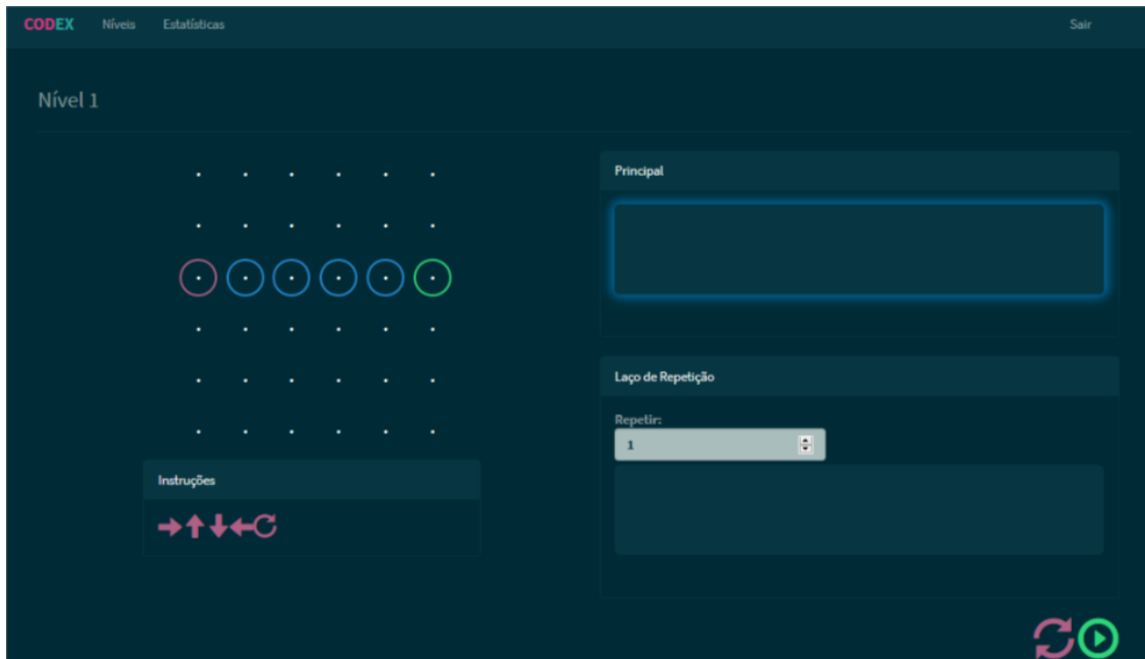 CODEX Níveis Estatísticas Sair
Nível 1
Principal
Laço de Repetição
Repetir:
1
Instruções